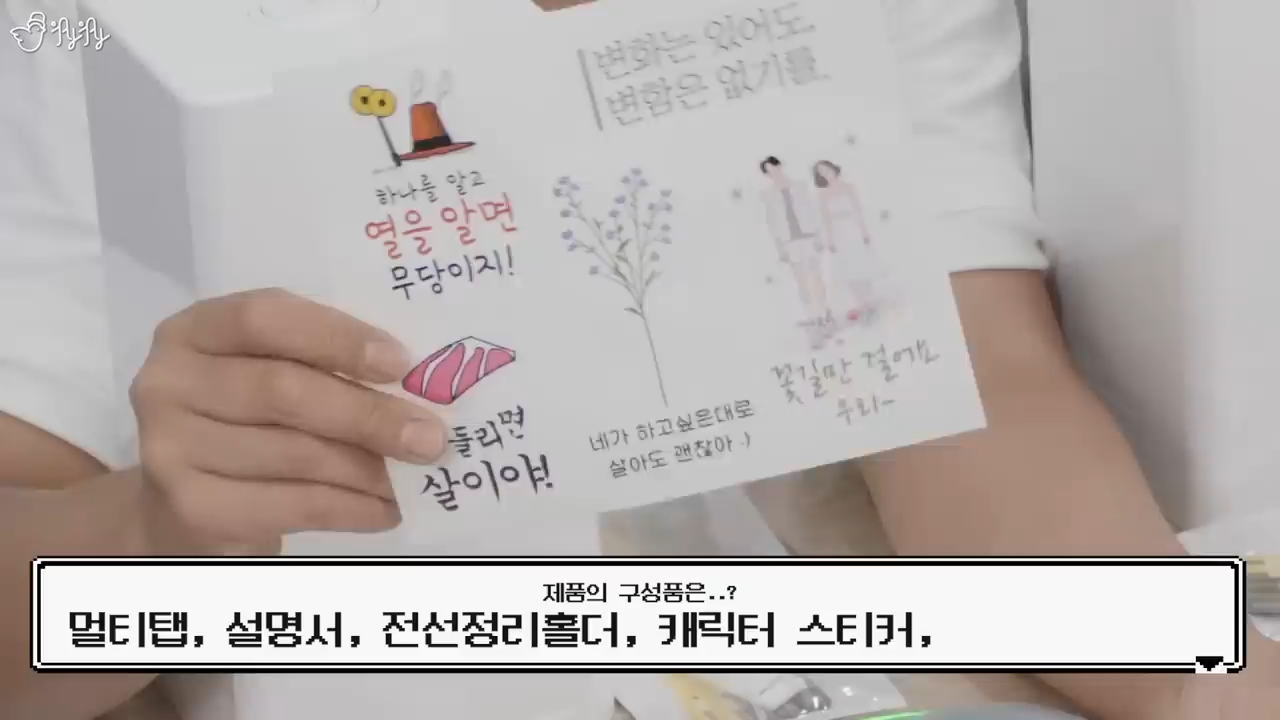 변화는 있어도
변함은 없기를
하나를 알고
열을 알면
무당이지!
들리면
살이야!
네가 하고싶은대로
살아도 괜찮아 :)
꽃길만 걸어요
우리~
제품의 구성품은..?
멀티탭, 설명서, 전선정리홀더, 캐릭터 스티커,